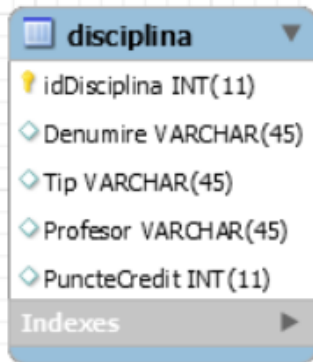 disciplina
idDisciplina INT(11)
Denumire VARCHAR(45)
Tip VARCHAR(45)
Profesor VARCHAR(45)
PuncteCredit INT(11)
Indexes